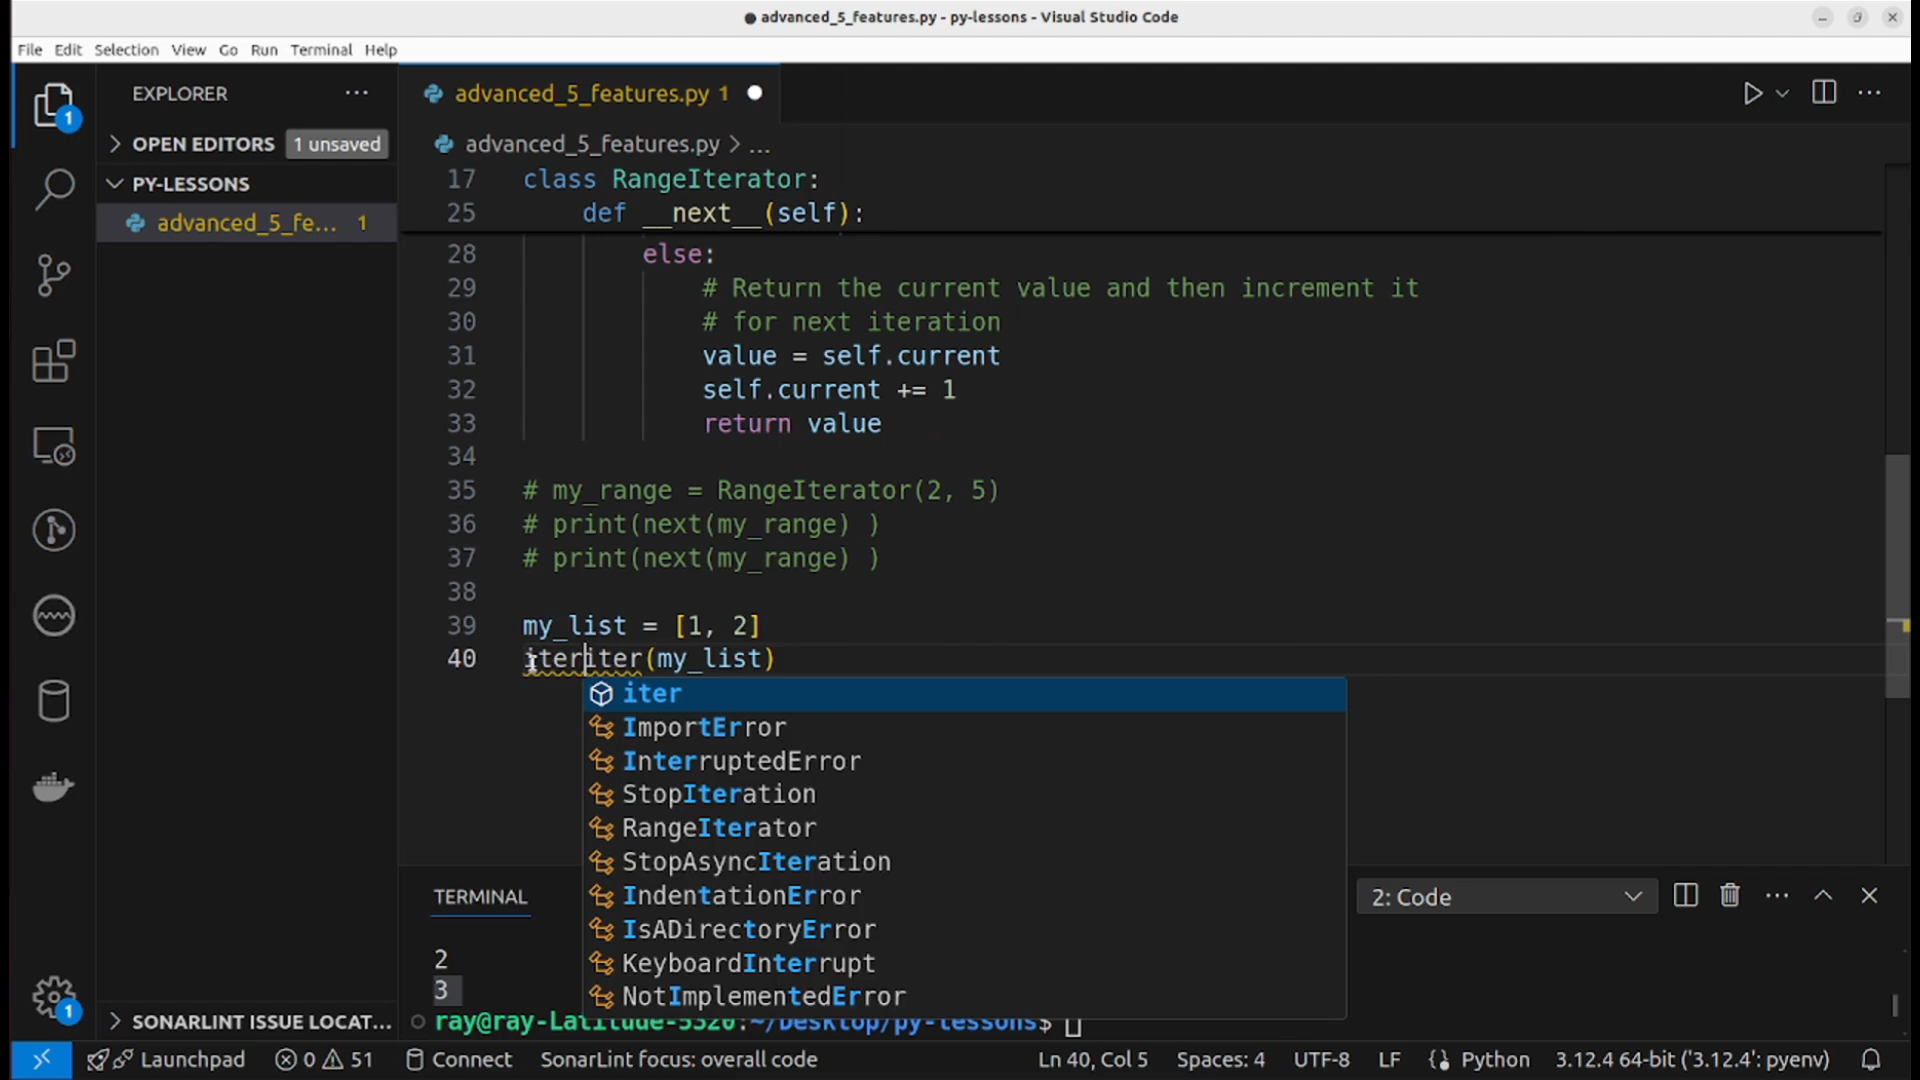 advanced_5_features.py - py-lessons - Visual Studio Code
File Edit Selection View Go Run Terminal Help
EXPLORER
1
OPEN EDITORS 1 unsaved
PY-LESSONS
advanced_5_fe... 1
SONARLINT ISSUE LOCAT...
1
advanced_5_features.py 1
advanced_5_features.py > ...
17 class RangeIterator:
25 def __next__(self):
28 else:
29 # Return the current value and then increment it
30 # for next iteration
31 value = self.current
32 self.current += 1
33 return value
34
35 # my_range = RangeIterator(2, 5)
36 # print(next(my_range) )
37 # print(next(my_range) )
38
39 my_list = [1, 2]
40 iteriter(my_list)
iter
ImportError
InterruptedError
StopIteration
RangeIterator
StopAsyncIteration
IndentationError
IsADirectoryError
KeyboardInterrupt
NotImplementedError
TERMINAL
2: Code
2
3
ray@ray-Latitude-5320:~/Desktop/py-lessons$
Launchpad 0 51 Connect SonarLint focus: overall code Ln 40, Col 5 Spaces: 4 UTF-8 LF Python 3.12.4 64-bit ('3.12.4': pyenv)